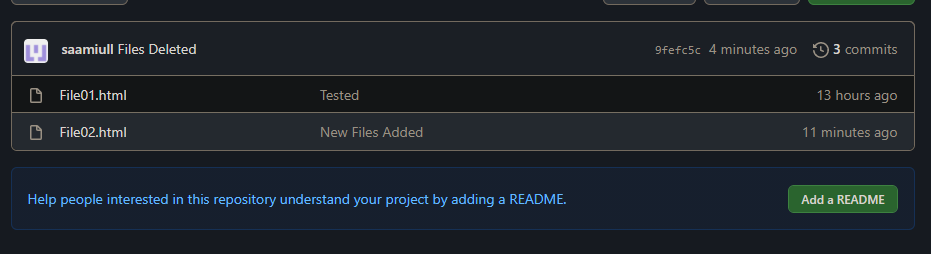 saamiull Files Deleted 9fefc5c 4 minutes ago 3 commits
File01.html Tested 13 hours ago
File02.html New Files Added 11 minutes ago
Help people interested in this repository understand your project by adding a README. Add a README